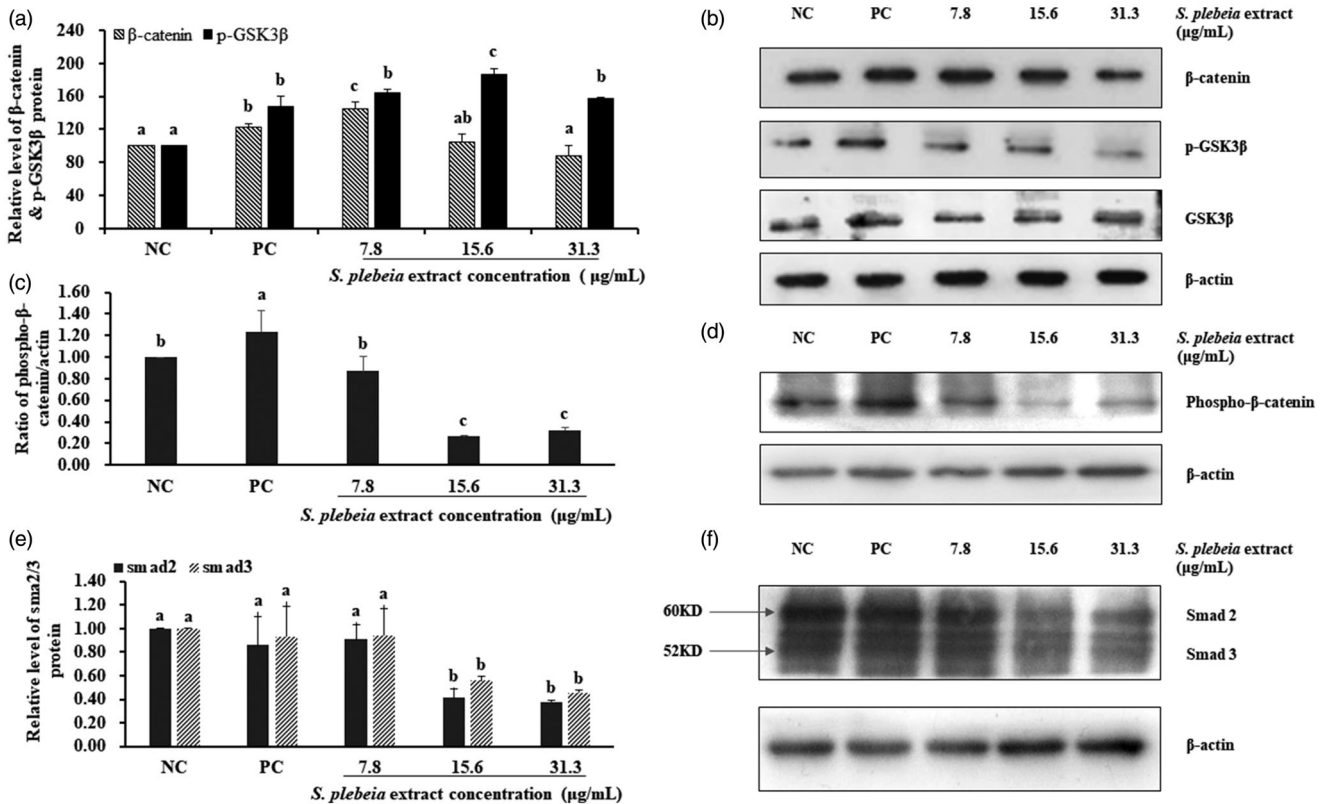 (a)
β-catenin p-GSK3β
Relative level of β-catenin
& p-GSK3β protein
240
200
160
120
80
40
0
a a
b b
c b
ab c
a b
NC PC 7.8 15.6 31.3
S. plebeia extract concentration ( μg/mL)
(b)
NC PC 7.8 15.6 31.3 S. plebeia extract
(μg/mL)
β-catenin
p-GSK3β
GSK3β
β-actin
(c)
Ratio of phospho-β-
catenin/actin
1.60
1.40
1.20
1.00
0.80
0.60
0.40
0.20
0.00
b a b c c
NC PC 7.8 15.6 31.3
S. plebeia extract concentration (μg/mL)
(d)
NC PC 7.8 15.6 31.3 S. plebeia extract
(μg/mL)
Phospho-β-catenin
β-actin
(e)
smad2 smad3
Relative level of sma2/3
protein
1.40
1.20
1.00
0.80
0.60
0.40
0.20
0.00
a a a a a a b b b b
NC PC 7.8 15.6 31.3
S. plebeia extract concentration (μg/mL)
(f)
NC PC 7.8 15.6 31.3 S. plebeia extract
(μg/mL)
60KD Smad 2
52KD Smad 3
β-actin